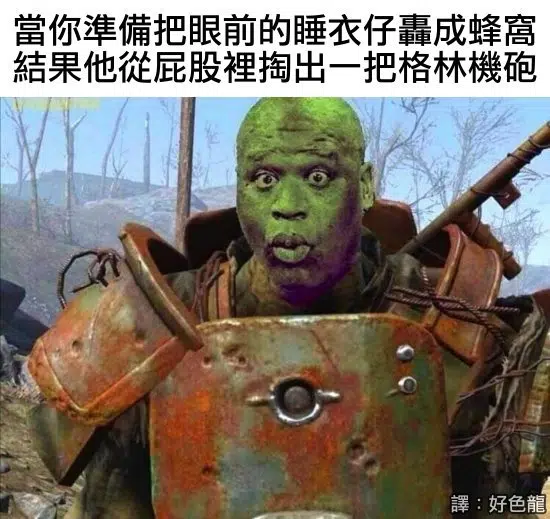 當你準備把眼前的睡衣仔轟成蜂窩
結果他從屁股裡掏出一把格林機砲
譯：好色龍